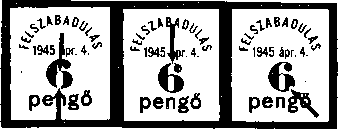 FELSZABADULÁS FELSZABADULÁS FELSZABADULÁS
1945 ápr. 4. 1945 ápr. 4. 1945 ápr. 4.
6 6 6
pengő pengő pengő